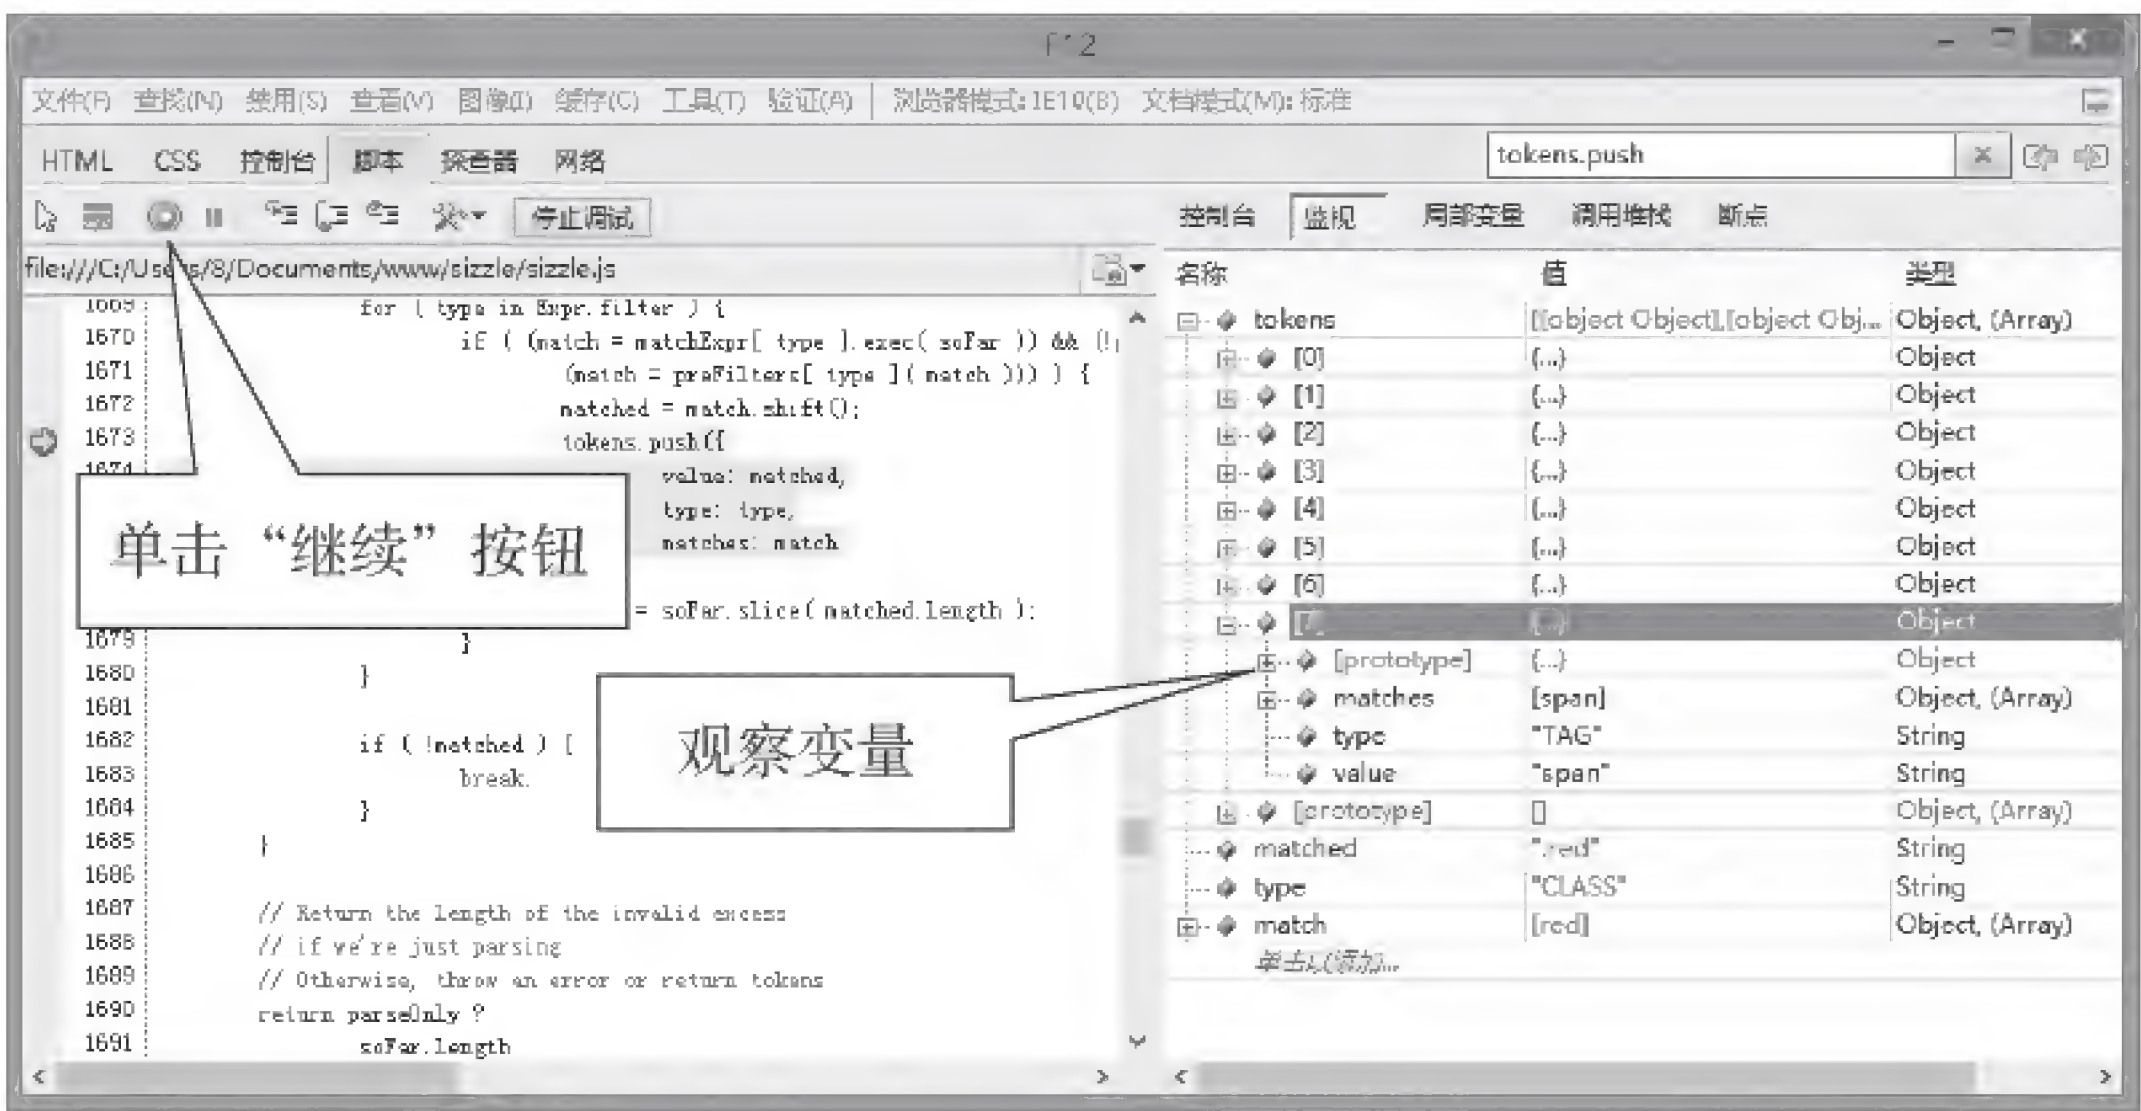 F12
文件(F) 查找(N) 禁用(S) 查看(V) 图像(I) 缓存(C) 工具(T) 验证(A) 浏览器模式: IE10(B) 文档模式(M): 标准
HTML CSS 控制台 脚本 探查器 网络 tokens.push
停止调试
控制台 监视 局部变量 调用堆栈 断点
file:///C:/Users/8/Documents/www/sizzle/sizzle.js
名称 值 类型
1669 for ( type in Expr.filter ) {
1670 if ( (match = matchExpr[ type ].exec( soFar )) && (!
1671 (match = preFilters[ type ]( match ))) ) {
1672 matched = match.shift();
1673 tokens.push({
1674 value: matched,
type: type,
matches: match
= soFar.slice( matched.length );
1679 }
1680 }
1681
1682 if ( !matched ) {
1683 break;
1684 }
1685 }
1686
1687 // Return the length of the invalid excess
1688 // if we're just parsing
1689 // Otherwise, throw an error or return tokens
1690 return parseOnly ?
1691 soFar.length
单击“继续”按钮
观察变量
tokens [[object Object],[object Obj... Object, (Array)
[0] {...} Object
[1] {...} Object
[2] {...} Object
[3] {...} Object
[4] {...} Object
[5] {...} Object
[6] {...} Object
[7] {...} Object
[prototype] {...} Object
matches [span] Object, (Array)
type "TAG" String
value "span" String
[prototype] [] Object, (Array)
matched ".red" String
type "CLASS" String
match [red] Object, (Array)
单击以添加...